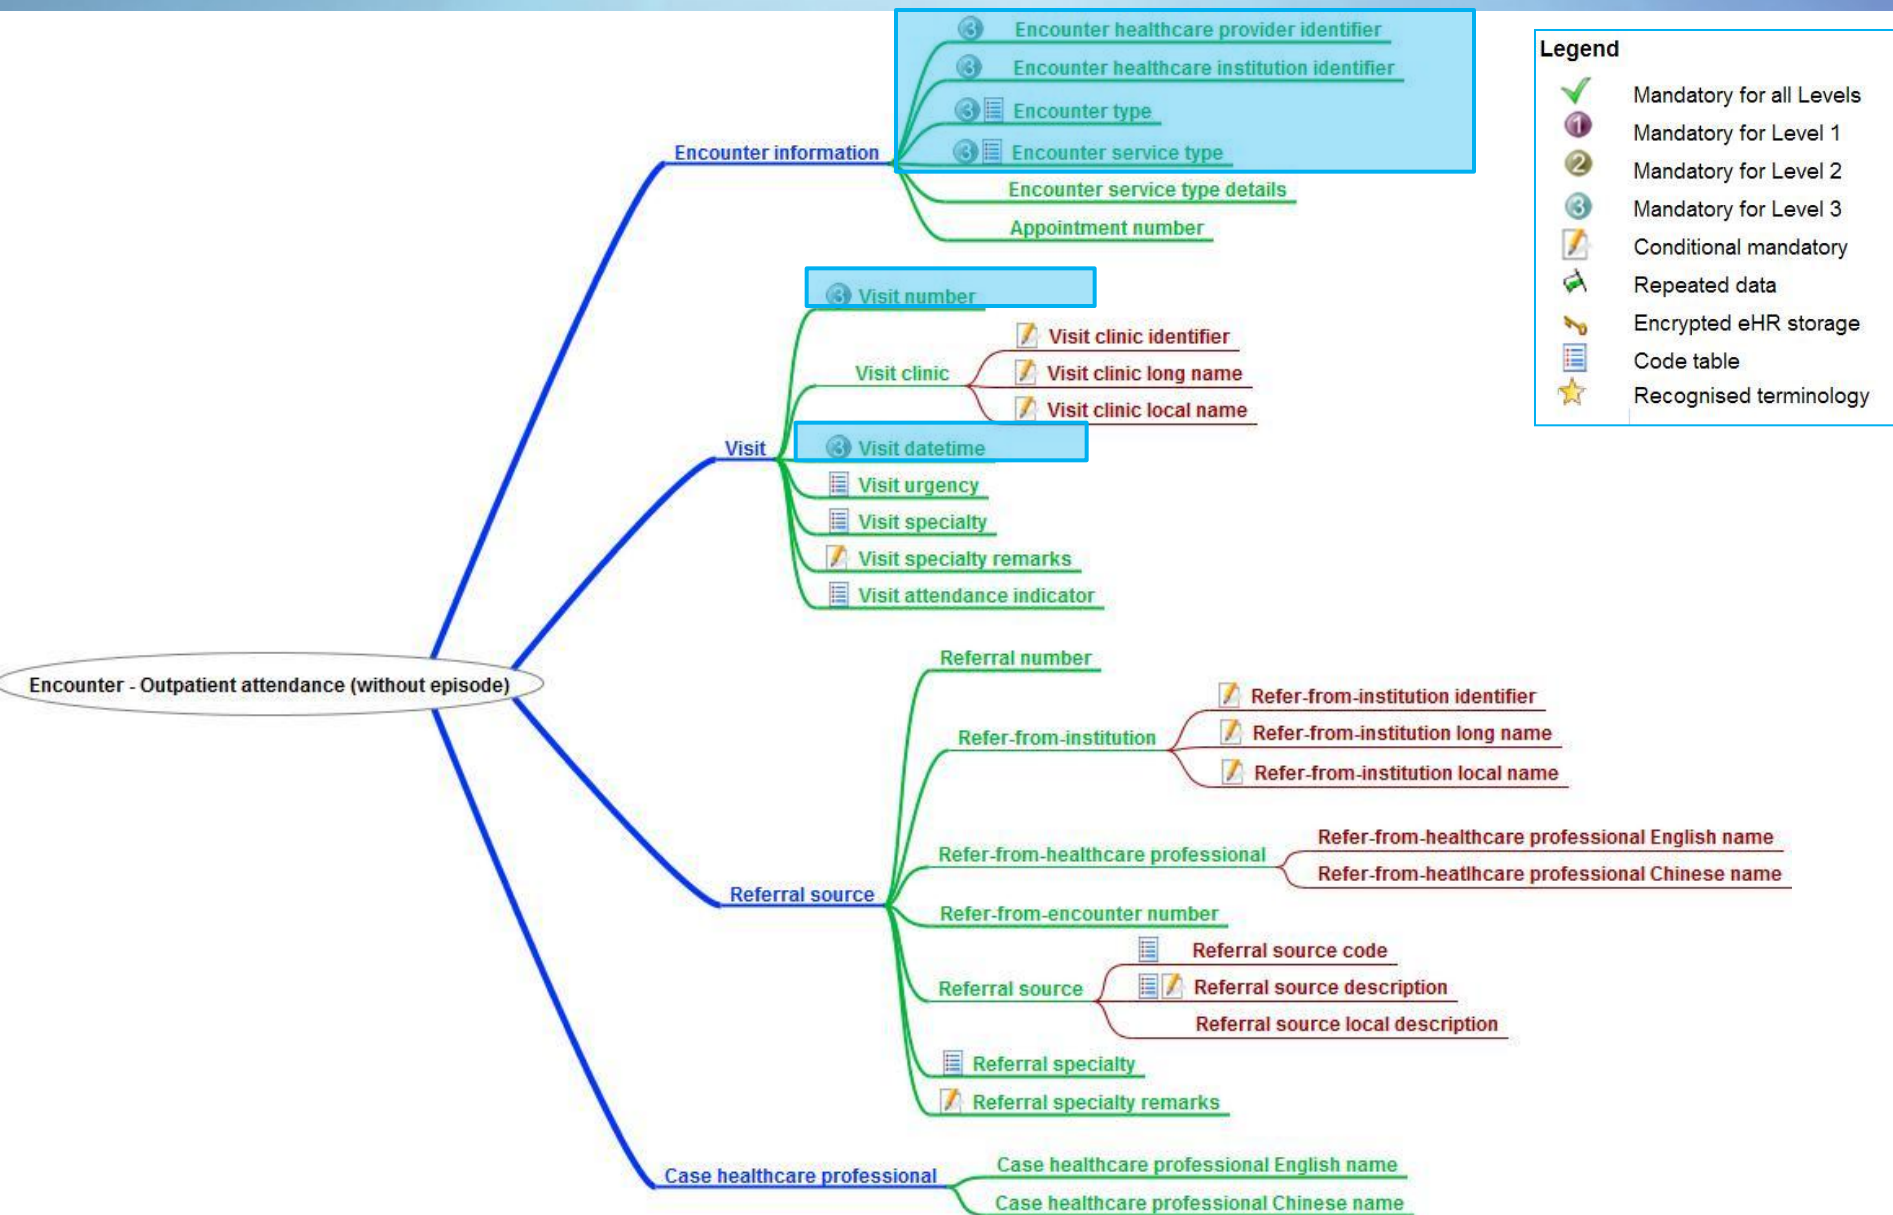 Encounter healthcare provider identifier
Encounter healthcare institution identifier
Encounter type
Encounter service type
Encounter information
Encounter service type details
Appointment number
Visit number
Visit clinic identifier
Visit clinic
Visit clinic long name
Visit clinic local name
Visit
Visit datetime
Visit urgency
Visit specialty
Visit specialty remarks
Visit attendance indicator
Encounter - Outpatient attendance (without episode)
Referral number
Refer-from-institution identifier
Refer-from-institution
Refer-from-institution long name
Refer-from-institution local name
Refer-from-healthcare professional English name
Refer-from-healthcare professional
Refer-from-heatlhcare professional Chinese name
Referral source
Refer-from-encounter number
Referral source code
Referral source
Referral source description
Referral source local description
Referral specialty
Referral specialty remarks
Case healthcare professional
Case healthcare professional English name
Case healthcare professional Chinese name
Legend
Mandatory for all Levels
1 Mandatory for Level 1
2 Mandatory for Level 2
3 Mandatory for Level 3
Conditional mandatory
Repeated data
Encrypted eHR storage
Code table
Recognised terminology